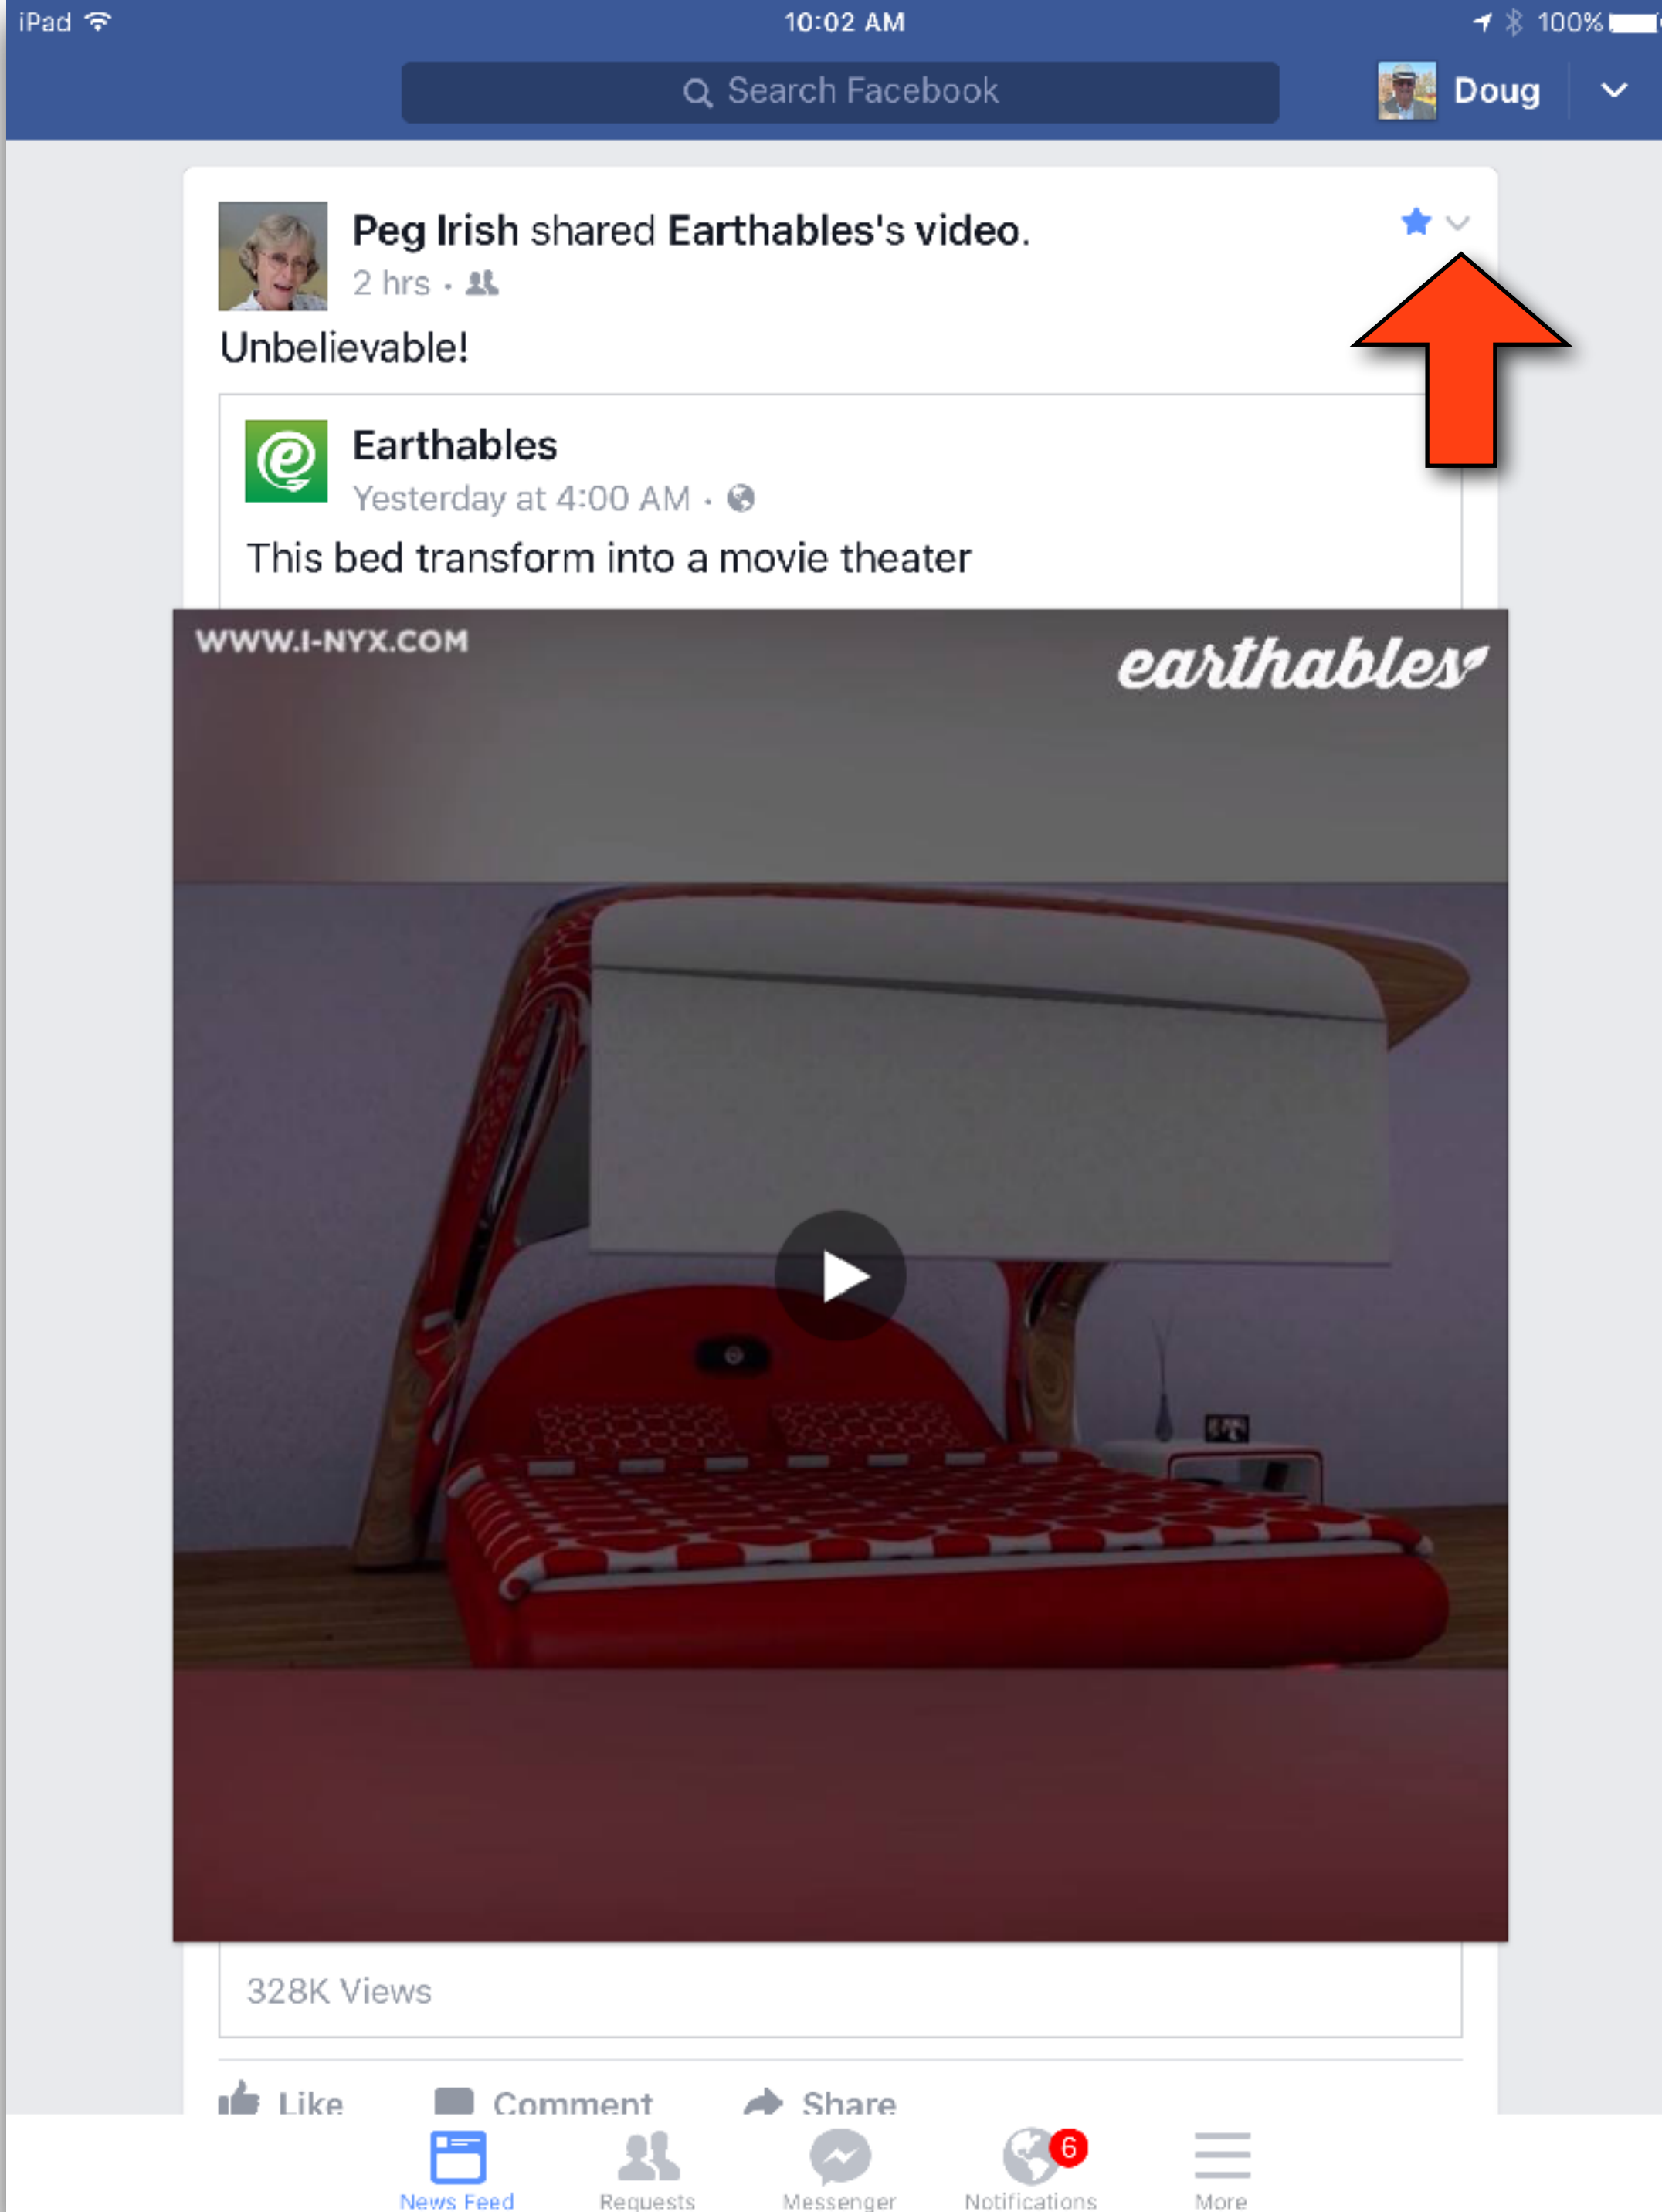 iPad 10:02 AM 100%
Search Facebook Doug
Peg Irish shared Earthables's video.
2 hrs ·
Unbelievable!
Earthables
Yesterday at 4:00 AM ·
This bed transform into a movie theater
WWW.I-NYX.COM earthables
328K Views
Like Comment Share
6
News Feed Requests Messenger Notifications More